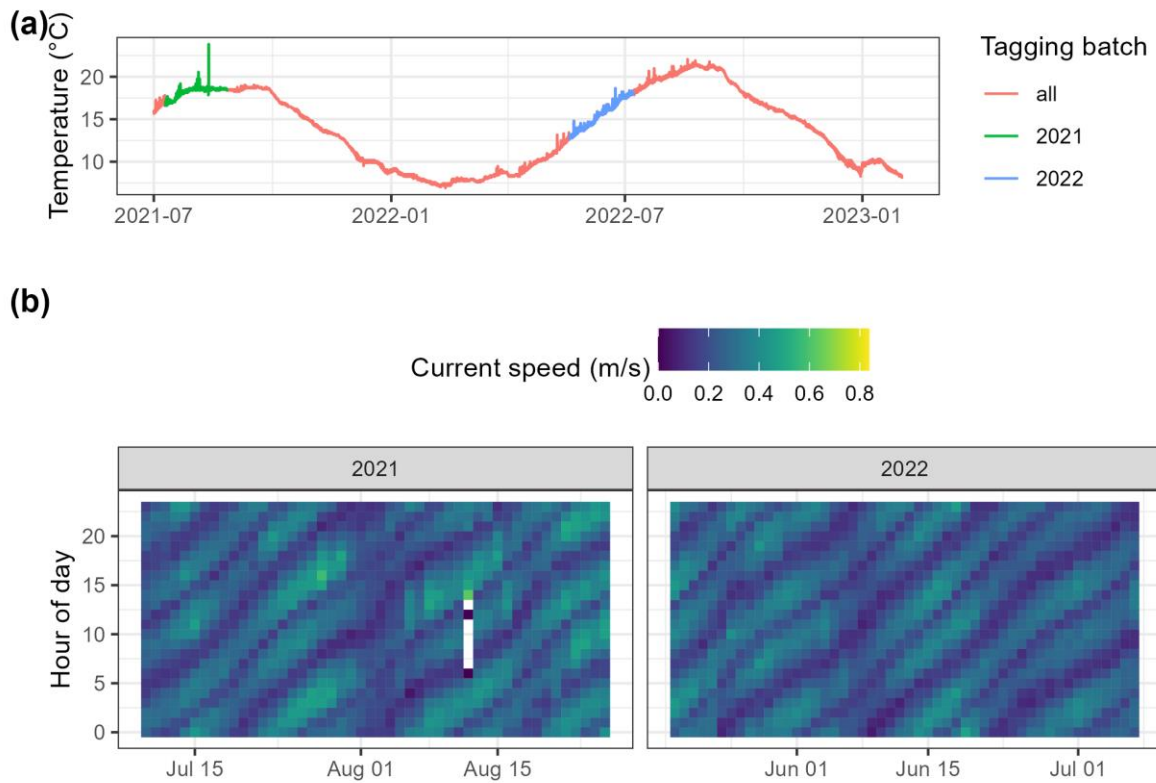 (a)
Temperature (°C)
20
15
10
2021-07
2022-01
2022-07
2023-01
Tagging batch
all
2021
2022
(b)
Current speed (m/s)
0.0 0.2 0.4 0.6 0.8
2021
2022
Hour of day
20
15
10
5
0
Jul 15
Aug 01
Aug 15
Jun 01
Jun 15
Jul 01